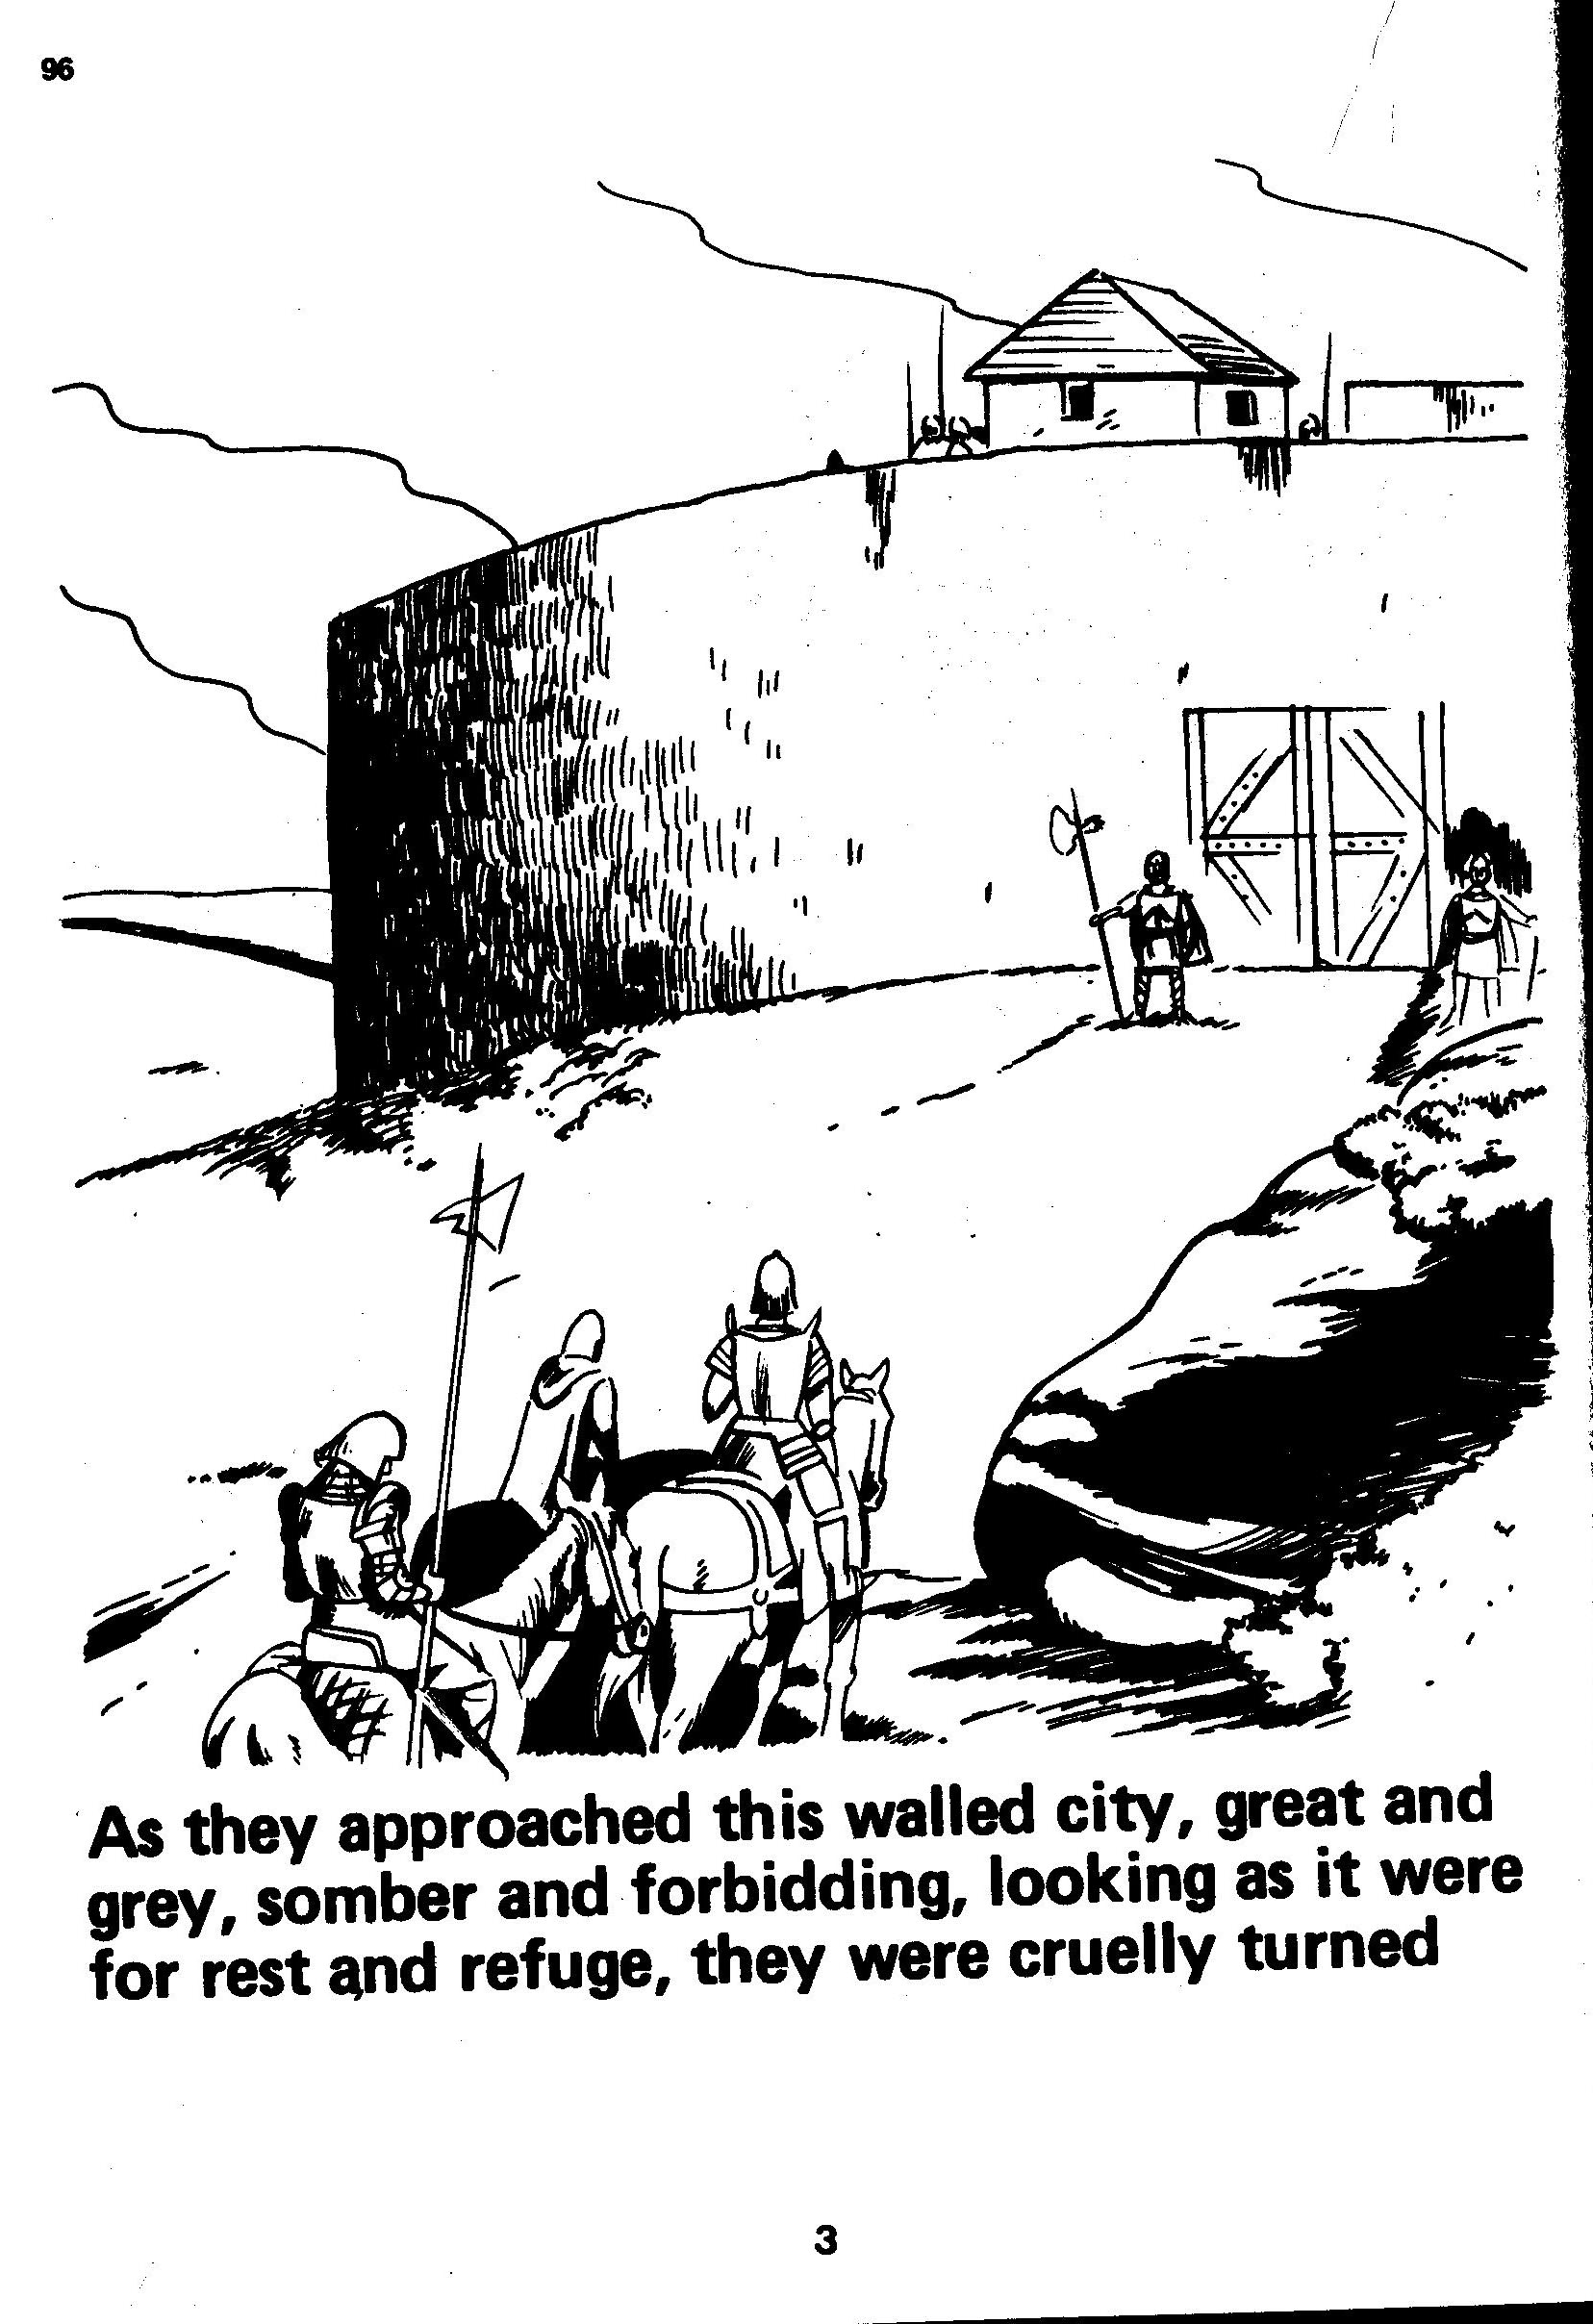 96
As they approached this walled city, great and
grey, somber and forbidding, looking as it were
for rest and refuge, they were cruelly turned
3